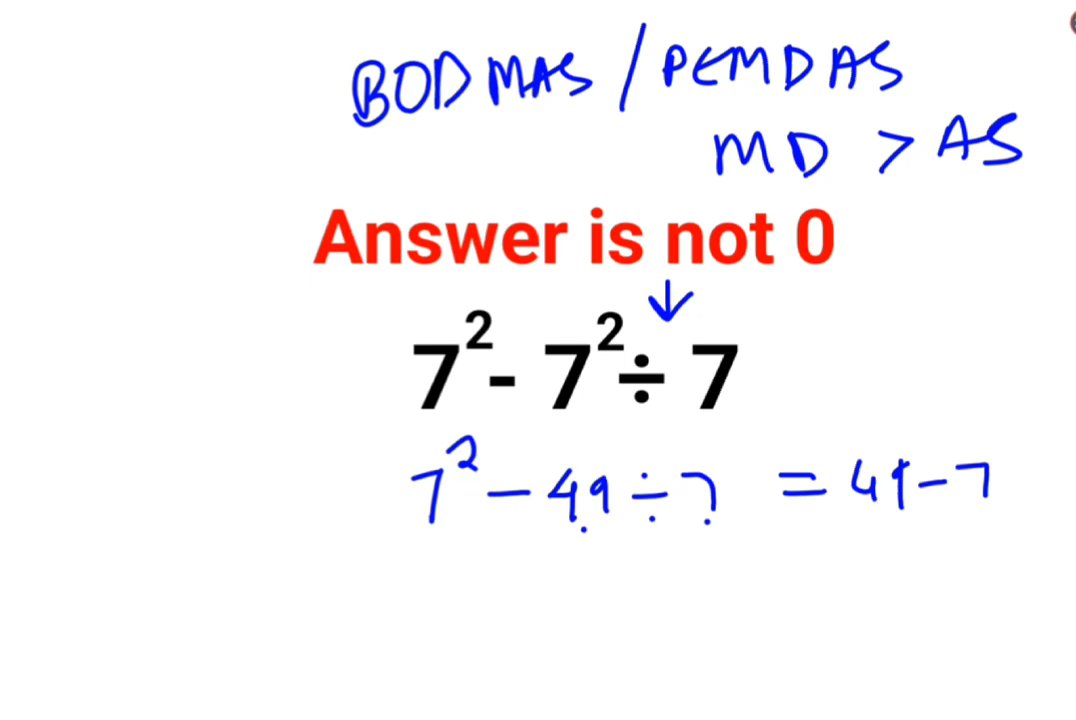 BODMAS / PEMDAS
MD > AS
Answer is not 0
↓
7² - 7² ÷ 7
7² - 49 ÷ 7 = 49 - 7